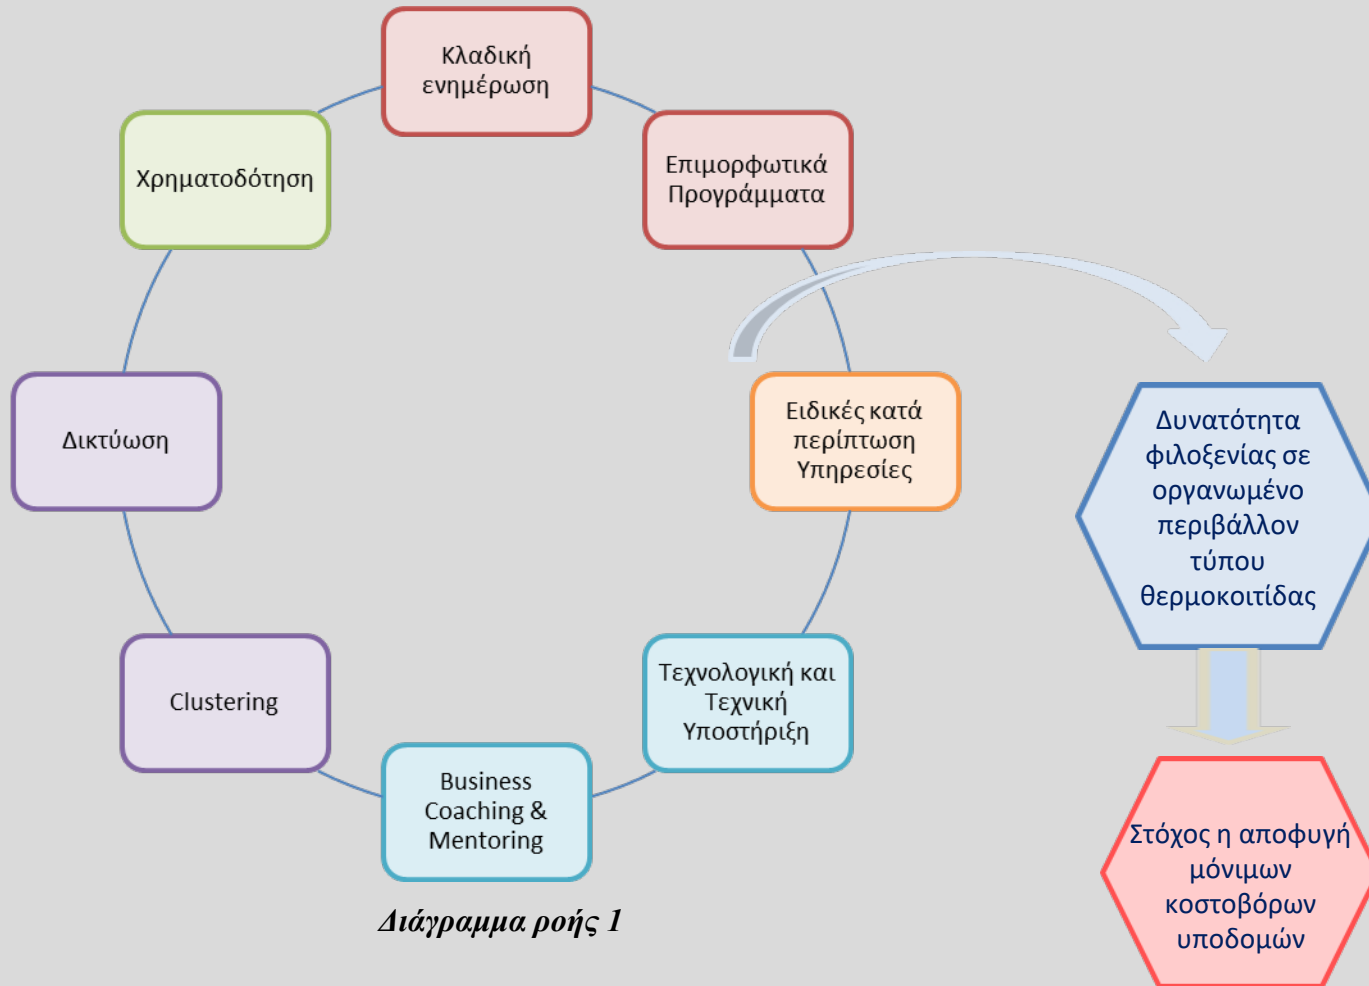 Κλαδική
ενημέρωση
Επιμορφωτικά
Προγράμματα
Ειδικές κατά
περίπτωση
Υπηρεσίες
Τεχνολογική και
Τεχνική
Υποστήριξη
Business
Coaching &
Mentoring
Clustering
Δικτύωση
Χρηματοδότηση
Δυνατότητα
φιλοξενίας σε
οργανωμένο
περιβάλλον
τύπου
θερμοκοιτίδας
Στόχος η αποφυγή
μόνιμων
κοστοβόρων
υποδομών
Διάγραμμα ροής 1